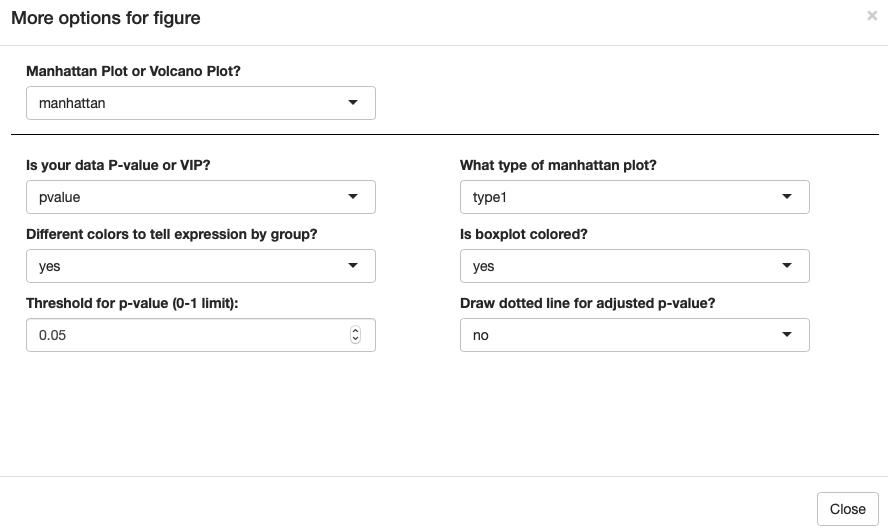 More options for figure
×
Manhattan Plot or Volcano Plot?
manhattan
Is your data P-value or VIP?
What type of manhattan plot?
pvalue
type1
Different colors to tell expression by group?
Is boxplot colored?
yes
yes
Threshold for p-value (0-1 limit):
Draw dotted line for adjusted p-value?
0.05
no
Close